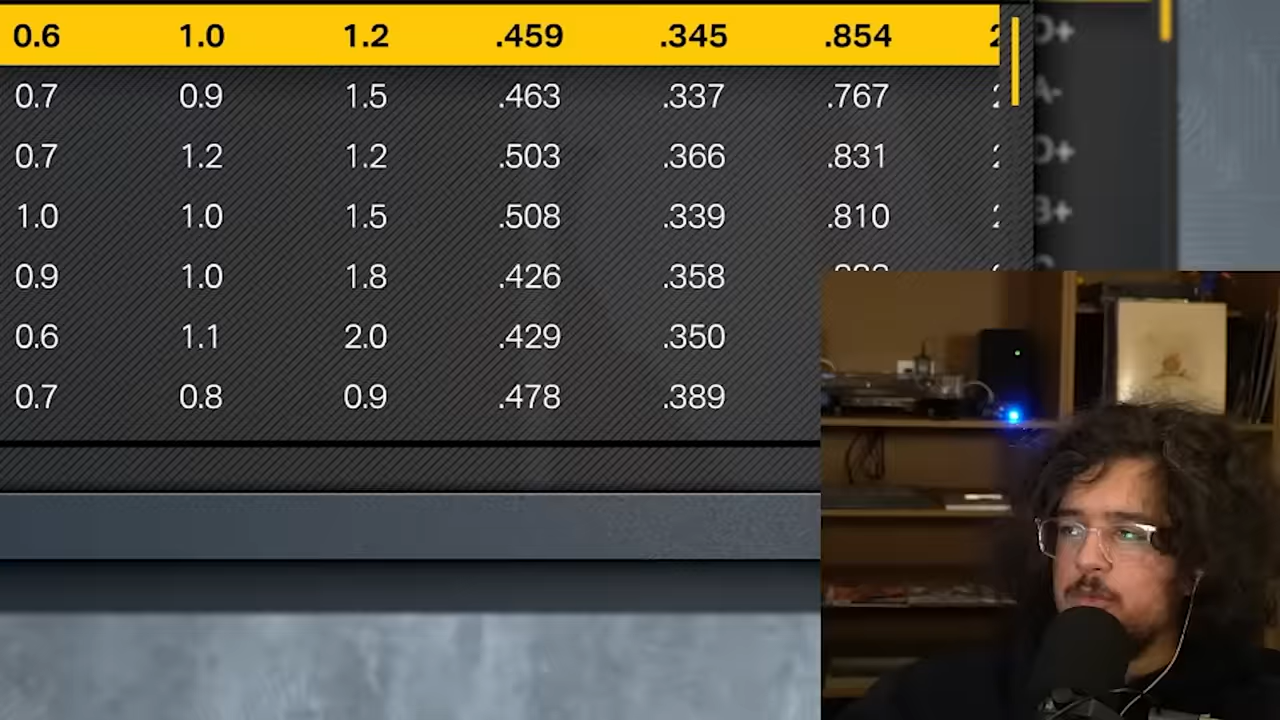 0.6 1.0 1.2 .459 .345 .854
0.7 0.9 1.5 .463 .337 .767
0.7 1.2 1.2 .503 .366 .831
1.0 1.0 1.5 .508 .339 .810
0.9 1.0 1.8 .426 .358
0.6 1.1 2.0 .429 .350
0.7 0.8 0.9 .478 .389